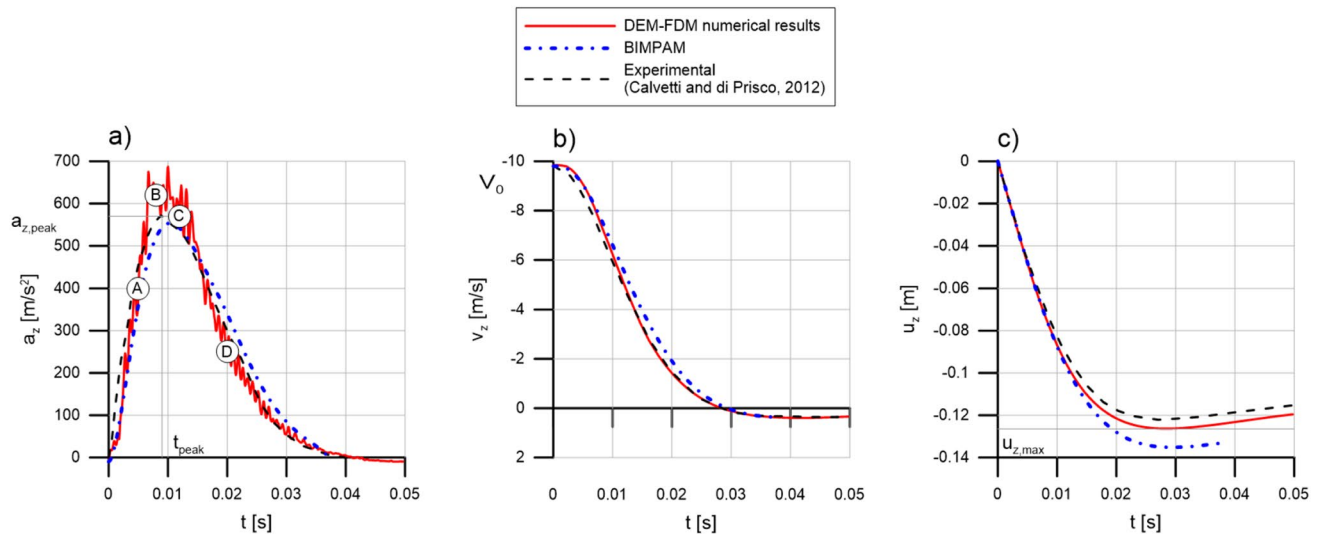 DEM-FDM numerical results
BIMPAM
Experimental
(Calvetti and di Prisco, 2012)
a)
700
600
500
400
300
200
100
0
a_z,peak
a_z [m/s²]
A
B
C
D
t_peak
0 0.01 0.02 0.03 0.04 0.05
t [s]
b)
-10
-8
-6
-4
-2
0
2
V_0
v_z [m/s]
0 0.01 0.02 0.03 0.04 0.05
t [s]
c)
0
-0.02
-0.04
-0.06
-0.08
-0.1
-0.12
-0.14
u_z [m]
u_z,max
0 0.01 0.02 0.03 0.04 0.05
t [s]